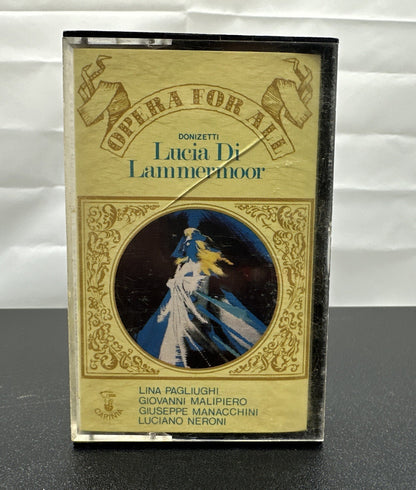 OPERA FOR ALL
DONIZETTI
Lucia Di
Lammermoor
LINA PAGLIUGHI
GIOVANNI MALIPIERO
GIUSEPPE MANACCHINI
LUCIANO NERONI